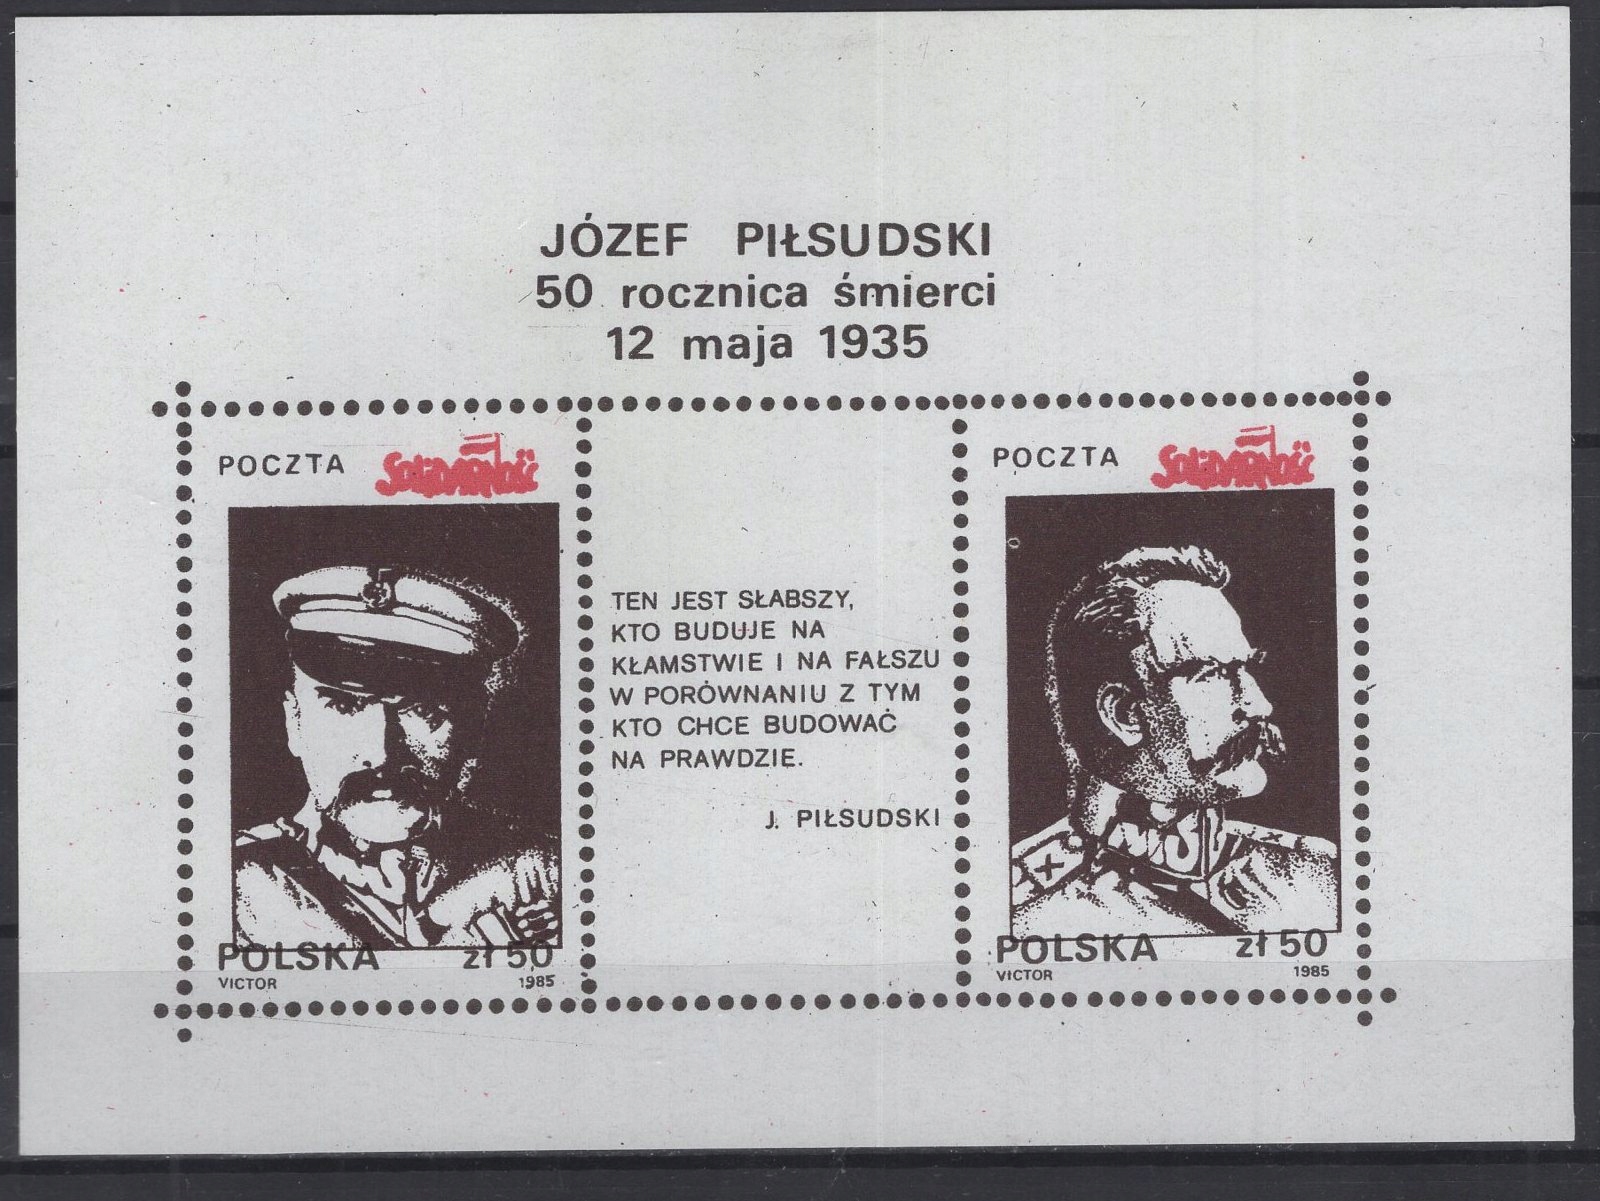 JÓZEF PIŁSUDSKI
50 rocznica śmierci
12 maja 1935
POCZTA SOLIDARNOŚĆ
POLSKA zł 50
VICTOR 1985
TEN JEST SŁABSZY,
KTO BUDUJE NA
KŁAMSTWIE I NA FAŁSZU
W PORÓWNANIU Z TYM
KTO CHCE BUDOWAĆ
NA PRAWDZIE.
J. PIŁSUDSKI
POCZTA SOLIDARNOŚĆ
POLSKA zł 50
VICTOR 1985